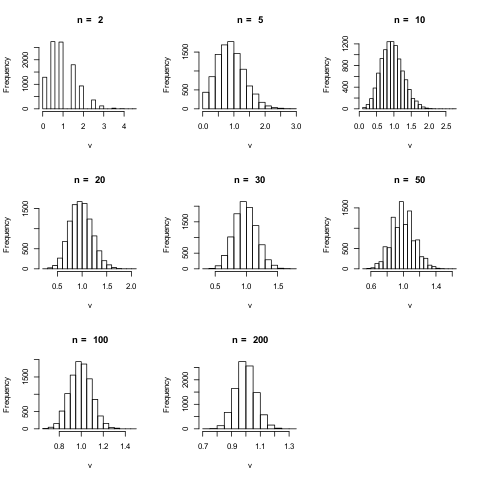 n = 2
Frequency
0 1000 2000
0 1 2 3 4
v
n = 5
Frequency
0 500 1500
0.0 1.0 2.0 3.0
v
n = 10
Frequency
0 400 800 1200
0.0 0.5 1.0 1.5 2.0 2.5
v
n = 20
Frequency
0 500 1500
0.5 1.0 1.5 2.0
v
n = 30
Frequency
0 500 1500
0.5 1.0 1.5
v
n = 50
Frequency
0 500 1500
0.6 1.0 1.4
v
n = 100
Frequency
0 500 1500
0.8 1.0 1.2 1.4
v
n = 200
Frequency
0 1000 2000
0.7 0.9 1.1 1.3
v